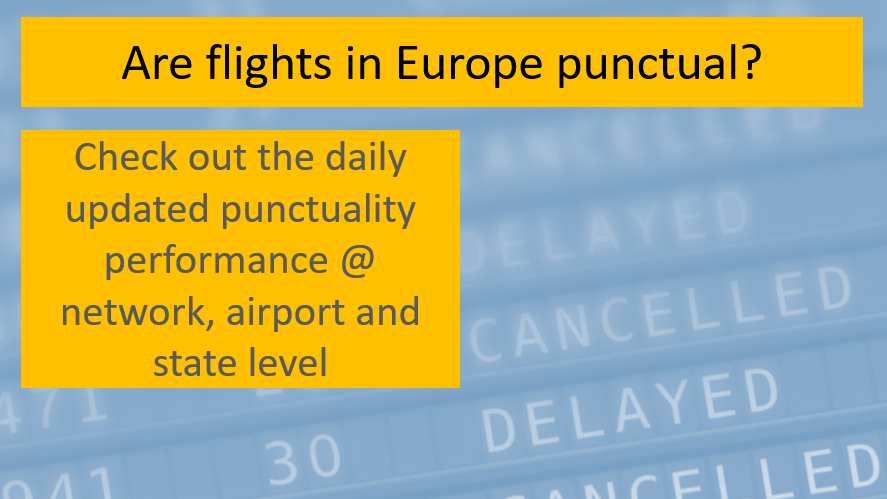 Are flights in Europe punctual?
Check out the daily
updated punctuality
performance @
network, airport and
state level
CANCELLED
DELAYED
CANCELLED
471
DELAYED
30
941
CANCELLED